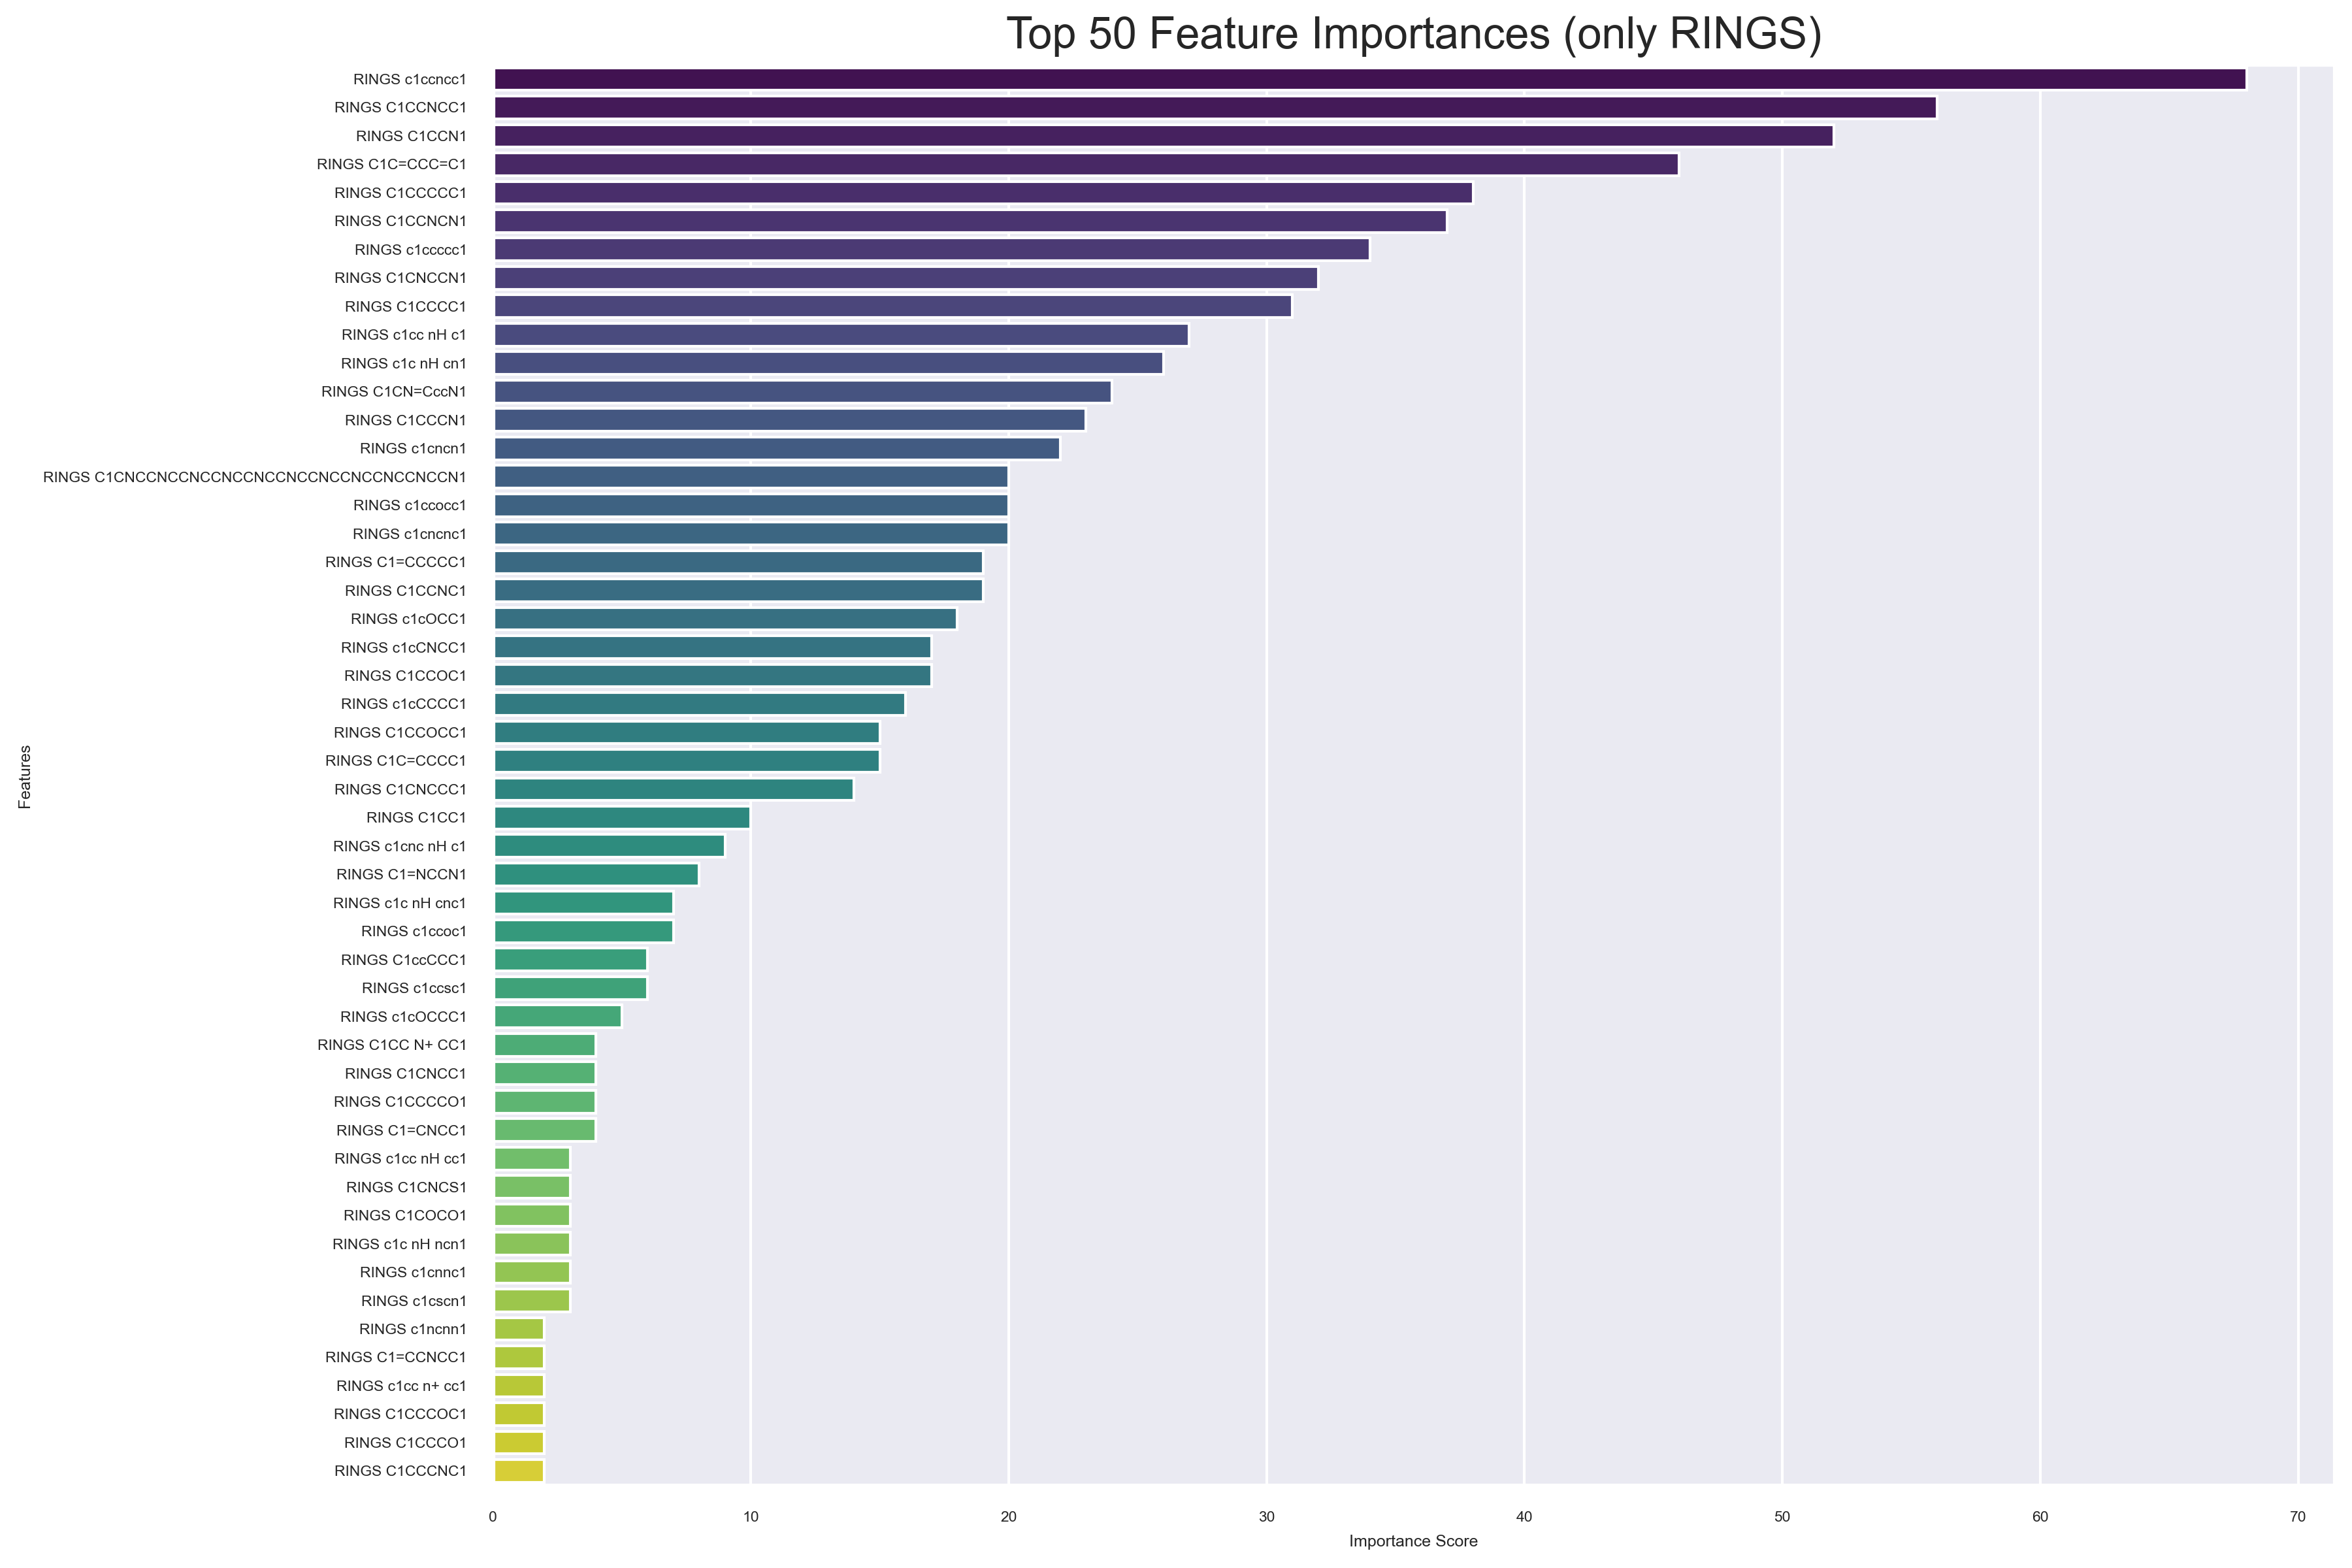 Top 50 Feature Importances (only RINGS)
RINGS c1ccncc1
RINGS C1CCNCC1
RINGS C1CCN1
RINGS C1C=CCC=C1
RINGS C1CCCCC1
RINGS C1CCNCN1
RINGS c1ccccc1
RINGS C1CNCCN1
RINGS C1CCCC1
RINGS c1cc nH c1
RINGS c1c nH cn1
RINGS C1CN=CccN1
RINGS C1CCCN1
RINGS c1cncn1
RINGS C1CNCCNCCNCCNCCNCCNCCNCCNCCNCCNCCN1
RINGS c1ccocc1
RINGS c1cncnc1
RINGS C1=CCCCC1
RINGS C1CCNC1
RINGS c1cOCC1
RINGS c1cCNCC1
RINGS C1CCOC1
RINGS c1cCCCC1
RINGS C1CCOCC1
RINGS C1C=CCCC1
RINGS C1CNCCC1
RINGS C1CC1
RINGS c1cnc nH c1
RINGS C1=NCCN1
RINGS c1c nH cnc1
RINGS c1ccoc1
RINGS C1ccCCC1
RINGS c1ccsc1
RINGS c1cOCCC1
RINGS C1CC N+ CC1
RINGS C1CNCC1
RINGS C1CCCCO1
RINGS C1=CNCC1
RINGS c1cc nH cc1
RINGS C1CNCS1
RINGS C1COCO1
RINGS c1c nH ncn1
RINGS c1cnnc1
RINGS c1cscn1
RINGS c1ncnn1
RINGS C1=CCNCC1
RINGS c1cc n+ cc1
RINGS C1CCCOC1
RINGS C1CCCO1
RINGS C1CCCNC1
Features
0 10 20 30 40 50 60 70
Importance Score